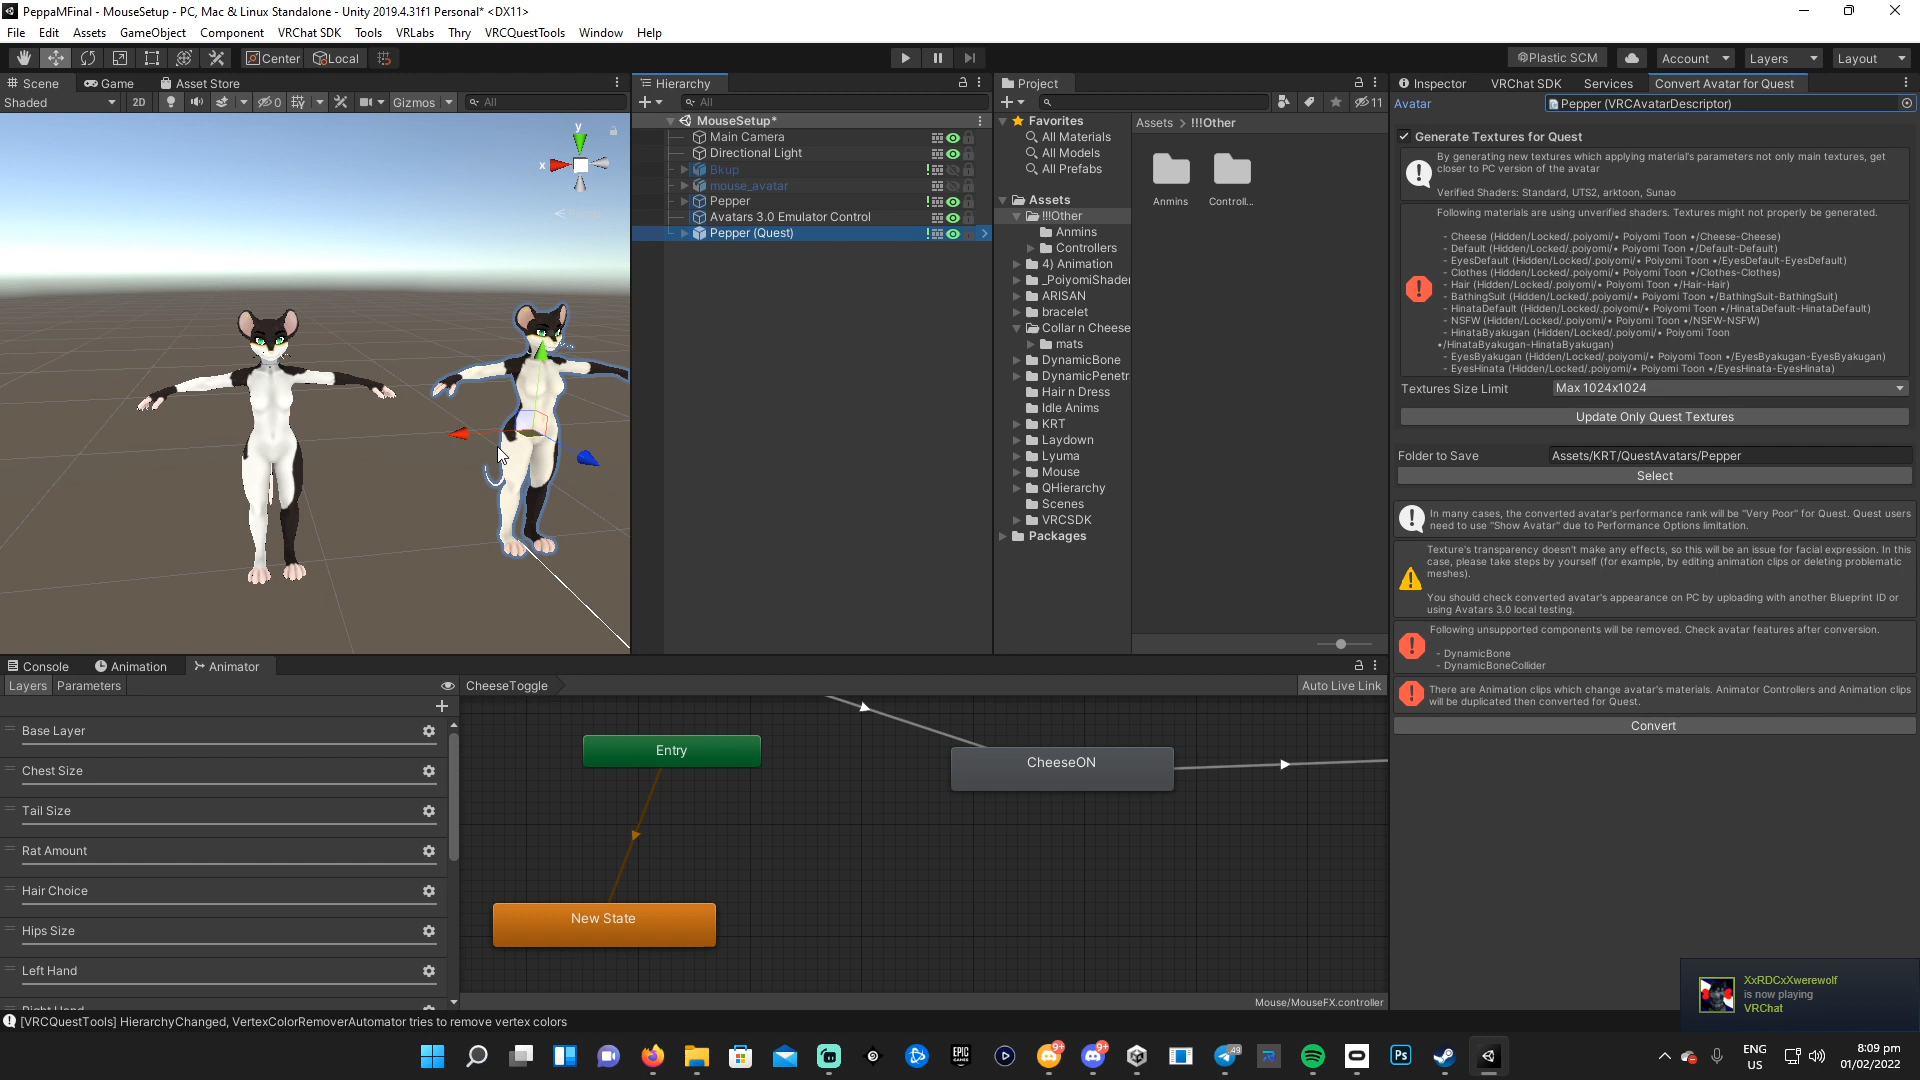 PeppaMFinal - MouseSetup - PC, Mac & Linux Standalone - Unity 2019.4.31f1 Personal* <DX11>
File Edit Assets GameObject Component VRChat SDK Tools VRLabs Thry VRCQuestTools Window Help
Center Local Plastic SCM Account Layers Layout
Scene Game Asset Store
Shaded 2D 0 Gizmos All
y
x
Hierarchy
All
MouseSetup*
Main Camera
Directional Light
Bkup
mouse_avatar
Pepper
Avatars 3.0 Emulator Control
Pepper (Quest)
Project
11
Favorites
All Materials
All Models
All Prefabs
Assets
!!!Other
Anmins
Controllers
4) Animation
_PoiyomiShader
ARISAN
bracelet
Collar n Cheese
mats
DynamicBone
DynamicPenetr
Hair n Dress
Idle Anims
KRT
Laydown
Lyuma
Mouse
QHierarchy
Scenes
VRCSDK
Packages
Assets > !!!Other
Anmins Controll...
Inspector VRChat SDK Services Convert Avatar for Quest
Avatar Pepper (VRCAvatarDescriptor)
Generate Textures for Quest
By generating new textures which applying material's parameters not only main textures, get
closer to PC version of the avatar
Verified Shaders: Standard, UTS2, arktoon, Sunao
Following materials are using unverified shaders. Textures might not properly be generated.
- Cheese (Hidden/Locked/.poiyomi/• Poiyomi Toon •/Cheese-Cheese)
- Default (Hidden/Locked/.poiyomi/• Poiyomi Toon •/Default-Default)
- EyesDefault (Hidden/Locked/.poiyomi/• Poiyomi Toon •/EyesDefault-EyesDefault)
- Clothes (Hidden/Locked/.poiyomi/• Poiyomi Toon •/Clothes-Clothes)
- Hair (Hidden/Locked/.poiyomi/• Poiyomi Toon •/Hair-Hair)
- BathingSuit (Hidden/Locked/.poiyomi/• Poiyomi Toon •/BathingSuit-BathingSuit)
- HinataDefault (Hidden/Locked/.poiyomi/• Poiyomi Toon •/HinataDefault-HinataDefault)
- NSFW (Hidden/Locked/.poiyomi/• Poiyomi Toon •/NSFW-NSFW)
- HinataByakugan (Hidden/Locked/.poiyomi/• Poiyomi Toon
•/HinataByakugan-HinataByakugan)
- EyesByakugan (Hidden/Locked/.poiyomi/• Poiyomi Toon •/EyesByakugan-EyesByakugan)
- EyesHinata (Hidden/Locked/.poiyomi/• Poiyomi Toon •/EyesHinata-EyesHinata)
Textures Size Limit Max 1024x1024
Update Only Quest Textures
Folder to Save Assets/KRT/QuestAvatars/Pepper
Select
In many cases, the converted avatar's performance rank will be "Very Poor" for Quest. Quest users
need to use "Show Avatar" due to Performance Options limitation.
Texture's transparency doesn't make any effects, so this will be an issue for facial expression. In this
case, please take steps by yourself (for example, by editing animation clips or deleting problematic
meshes).
You should check converted avatar's appearance on PC by uploading with another Blueprint ID or
using Avatars 3.0 local testing.
Following unsupported components will be removed. Check avatar features after conversion.
- DynamicBone
- DynamicBoneCollider
There are Animation clips which change avatar's materials. Animator Controllers and Animation clips
will be duplicated then converted for Quest.
Convert
Console Animation Animator
Layers Parameters CheeseToggle Auto Live Link
Base Layer
Chest Size
Tail Size
Rat Amount
Hair Choice
Hips Size
Left Hand
Right Hand
Entry
CheeseON
New State
Mouse/MouseFX.controller
XxRDCxXwerewolf
is now playing
VRChat
[VRCQuestTools] HierarchyChanged, VertexColorRemoverAutomator tries to remove vertex colors
EPIC GAMES
9+
9+
49
Ps
ENG
US
8:09 pm
01/02/2022